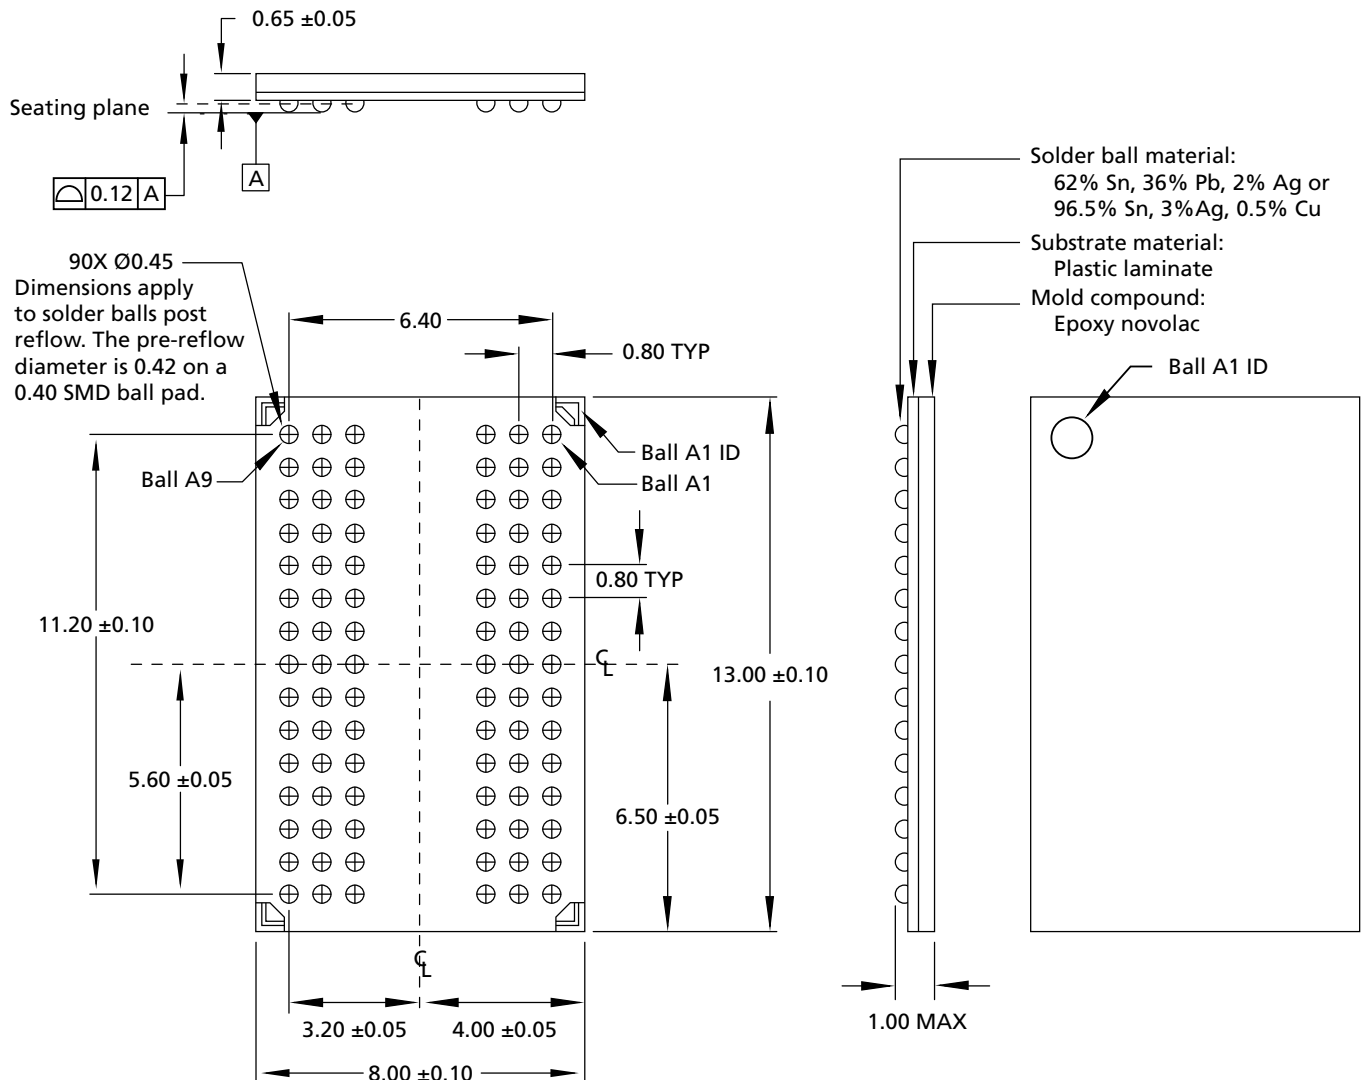 0.65 ±0.05
Seating plane
A
0.12 A
Solder ball material:
62% Sn, 36% Pb, 2% Ag or
96.5% Sn, 3%Ag, 0.5% Cu
Substrate material:
Plastic laminate
Mold compound:
Epoxy novolac
90X Ø0.45
Dimensions apply
to solder balls post
reflow. The pre-reflow
diameter is 0.42 on a
0.40 SMD ball pad.
6.40
0.80 TYP
Ball A1 ID
Ball A1 ID
Ball A9
Ball A1
0.80 TYP
11.20 ±0.10
CL
13.00 ±0.10
5.60 ±0.05
6.50 ±0.05
CL
3.20 ±0.05
4.00 ±0.05
1.00 MAX
8.00 ±0.10